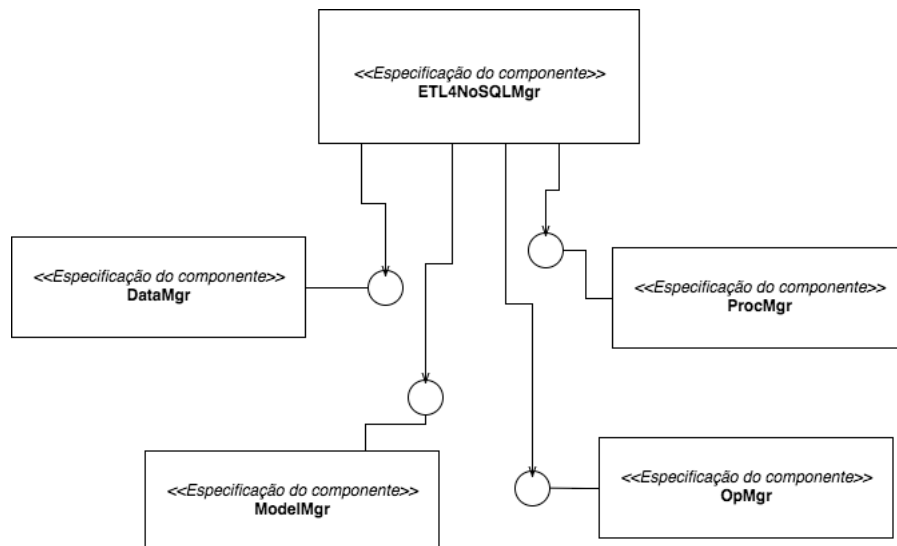 <<Especificação do componente>>
ETL4NoSQLMgr
<<Especificação do componente>>
DataMgr
<<Especificação do componente>>
ProcMgr
<<Especificação do componente>>
ModelMgr
<<Especificação do componente>>
OpMgr